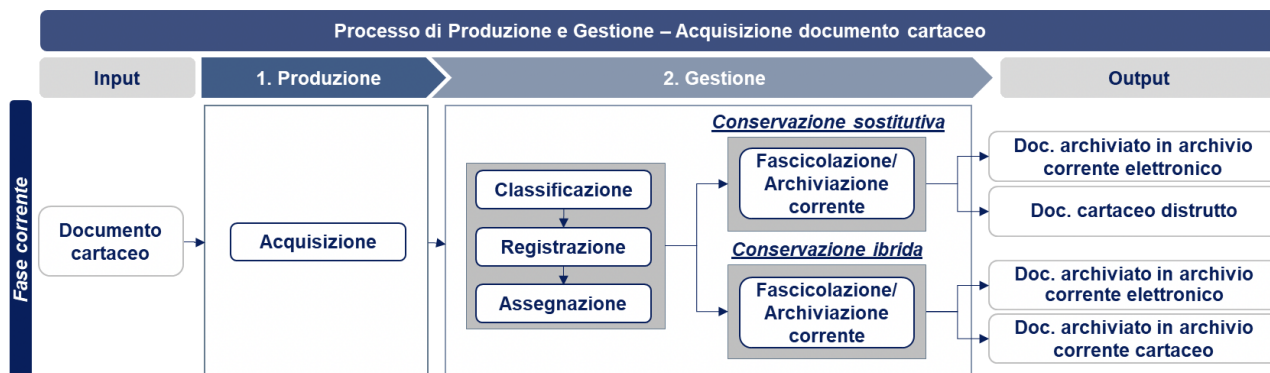 Processo di Produzione e Gestione – Acquisizione documento cartaceo
Input
1. Produzione
2. Gestione
Output
Fase corrente
Documento
cartaceo
Acquisizione
Classificazione
Registrazione
Assegnazione
Conservazione sostitutiva
Fascicolazione/
Archiviazione
corrente
Conservazione ibrida
Fascicolazione/
Archiviazione
corrente
Doc. archiviato in archivio
corrente elettronico
Doc. cartaceo distrutto
Doc. archiviato in archivio
corrente elettronico
Doc. archiviato in archivio
corrente cartaceo